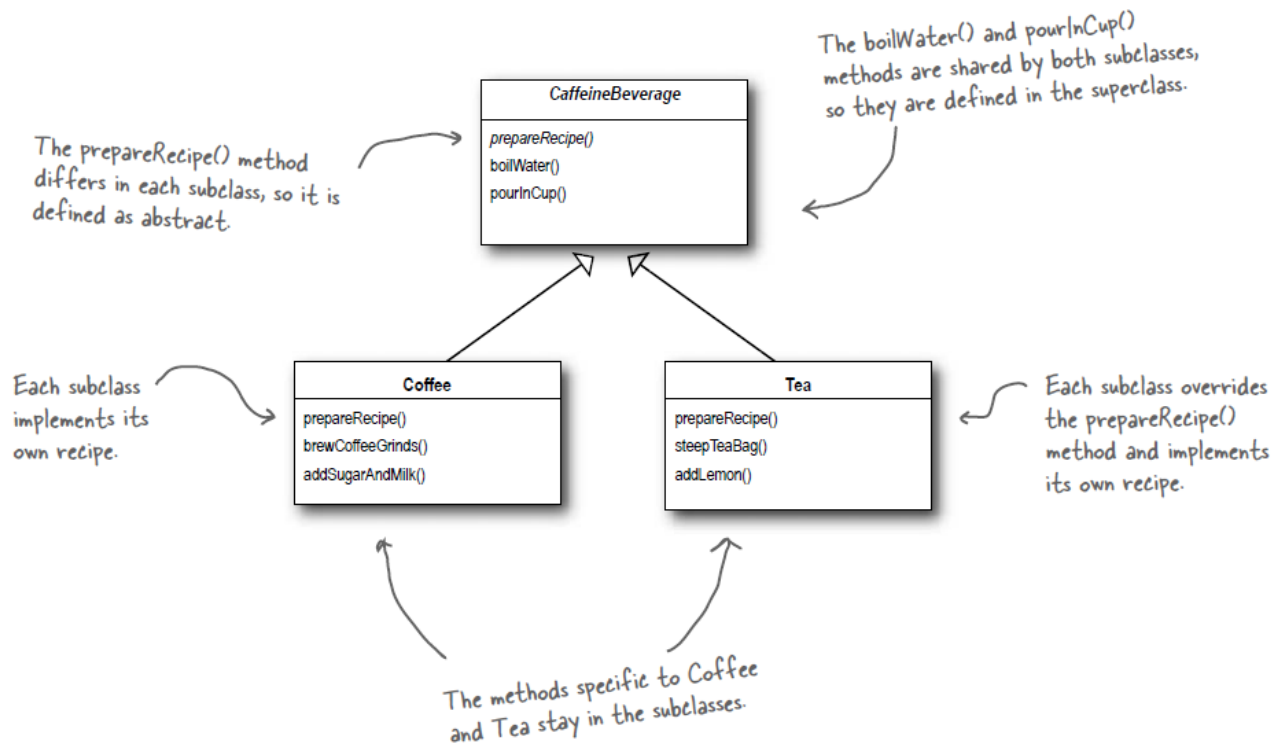 The boilWater() and pourInCup()
methods are shared by both subclasses,
so they are defined in the superclass.
CaffeineBeverage
prepareRecipe()
boilWater()
pourInCup()
The prepareRecipe() method
differs in each subclass, so it is
defined as abstract.
Each subclass
implements its
own recipe.
Coffee
prepareRecipe()
brewCoffeeGrinds()
addSugarAndMilk()
Tea
prepareRecipe()
steepTeaBag()
addLemon()
Each subclass overrides
the prepareRecipe()
method and implements
its own recipe.
The methods specific to Coffee
and Tea stay in the subclasses.